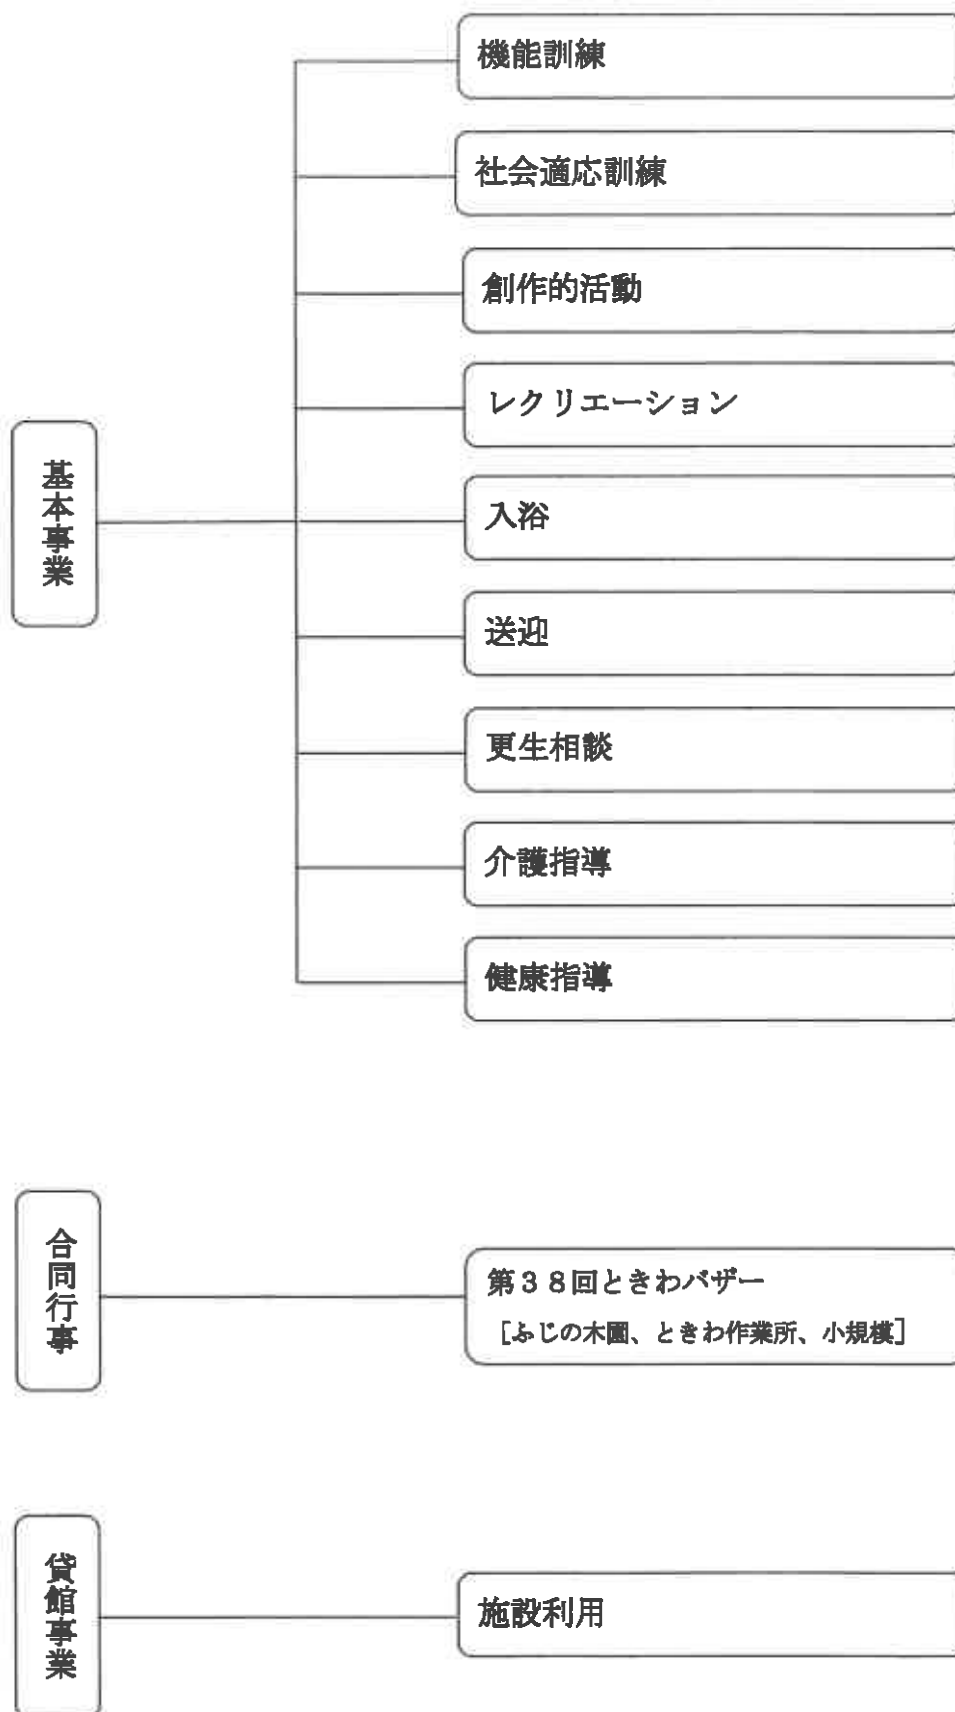 基本事業
機能訓練
社会適応訓練
創作的活動
レクリエーション
入浴
送迎
更生相談
介護指導
健康指導
合同行事
第３８回ときわバザー
［ふじの木園、ときわ作業所、小規模］
貸館事業
施設利用